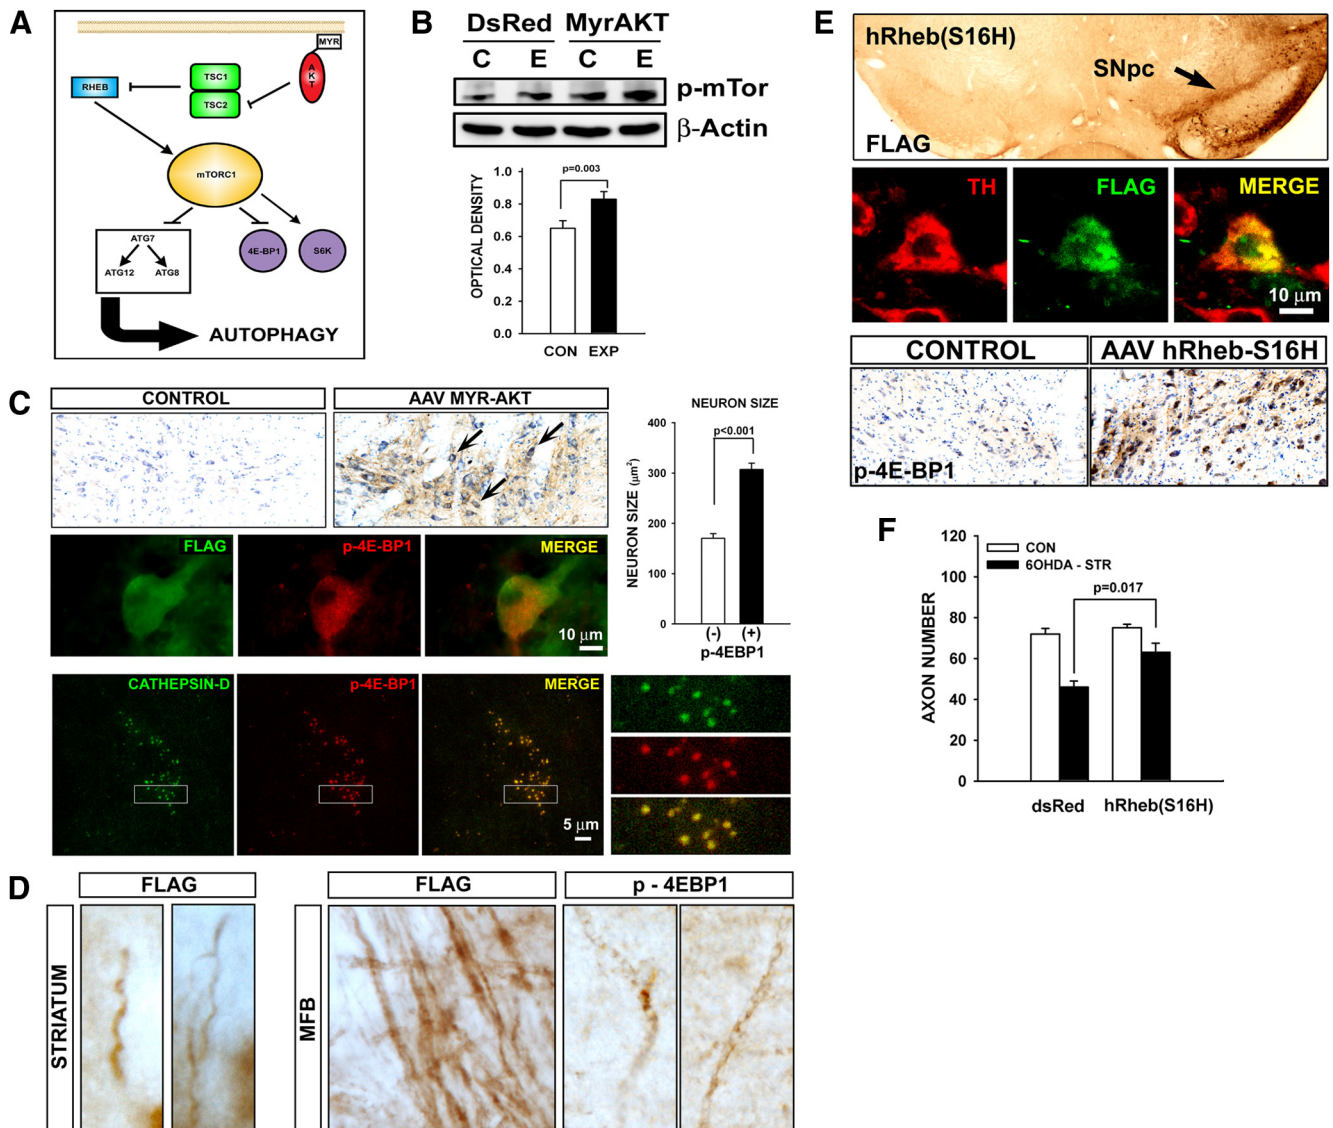 A
MYR
AKT
RHEB
TSC1
TSC2
mTORC1
ATG7
ATG12
ATG8
4E-BP1
S6K
AUTOPHAGY
B
DsRed
MyrAKT
C E C E
p-mTor
β-Actin
OPTICAL DENSITY
1.0
0.8
0.6
0.4
0.2
0.0
p=0.003
CON EXP
C
CONTROL
AAV MYR-AKT
FLAG
p-4E-BP1
MERGE
10 μm
CATHEPSIN-D
p-4E-BP1
MERGE
5 μm
NEURON SIZE
NEURON SIZE (μm²)
400
300
200
100
0
p<0.001
(-) (+)
p-4EBP1
D
FLAG
STRIATUM
FLAG
p - 4EBP1
MFB
E
hRheb(S16H)
SNpc
FLAG
TH
FLAG
MERGE
10 μm
CONTROL
AAV hRheb-S16H
p-4E-BP1
F
AXON NUMBER
120
100
80
60
40
20
0
CON
6OHDA - STR
p=0.017
dsRed
hRheb(S16H)